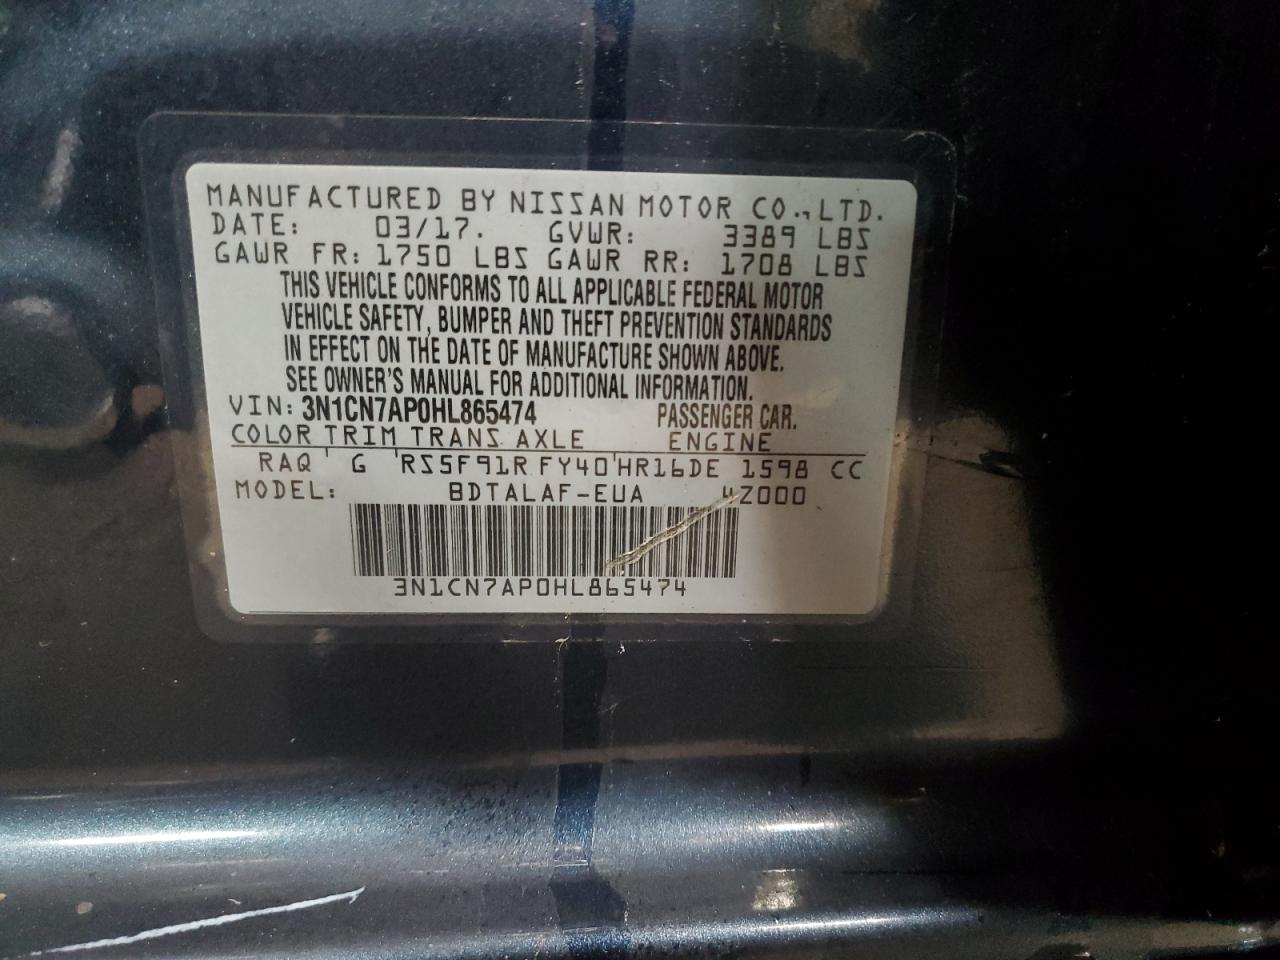 MANUFACTURED BY NISSAN MOTOR CO., LTD.
DATE: 03/17. GVWR: 3389 LBS
GAWR FR: 1750 LBS GAWR RR: 1708 LBS
THIS VEHICLE CONFORMS TO ALL APPLICABLE FEDERAL MOTOR
VEHICLE SAFETY, BUMPER AND THEFT PREVENTION STANDARDS
IN EFFECT ON THE DATE OF MANUFACTURE SHOWN ABOVE.
SEE OWNER'S MANUAL FOR ADDITIONAL INFORMATION.
VIN: 3N1CN7AP0HL865474 PASSENGER CAR.
COLOR TRIM TRANS AXLE ENGINE
RAQ ' G 'RS5F91R FY40'HR16DE 1598 CC
MODEL: BDTALAF-EUA 4Z000
3N1CN7AP0HL865474